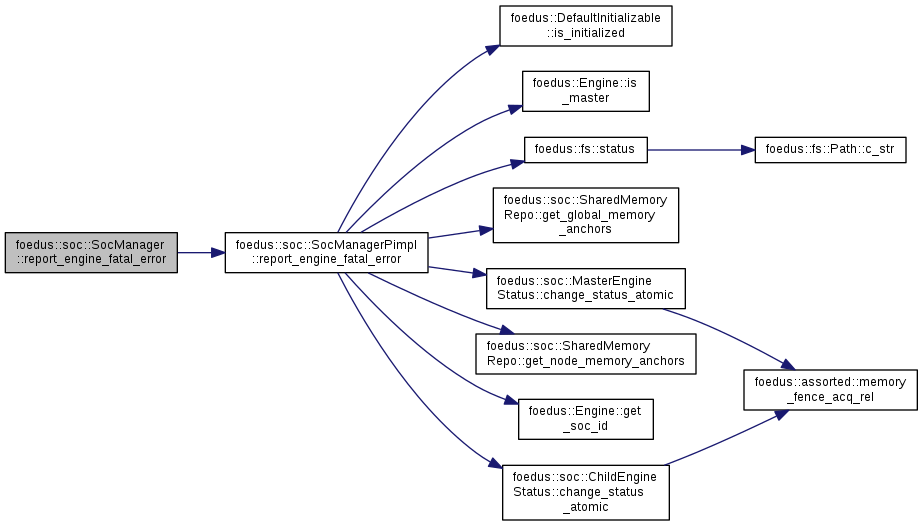 foedus::soc::SocManager
::report_engine_fatal_error
foedus::soc::SocManagerPimpl
::report_engine_fatal_error
foedus::DefaultInitializable
::is_initialized
foedus::Engine::is
_master
foedus::fs::status
foedus::fs::Path::c_str
foedus::soc::SharedMemory
Repo::get_global_memory
_anchors
foedus::soc::MasterEngine
Status::change_status_atomic
foedus::soc::SharedMemory
Repo::get_node_memory_anchors
foedus::assorted::memory
_fence_acq_rel
foedus::Engine::get
_soc_id
foedus::soc::ChildEngine
Status::change_status
_atomic